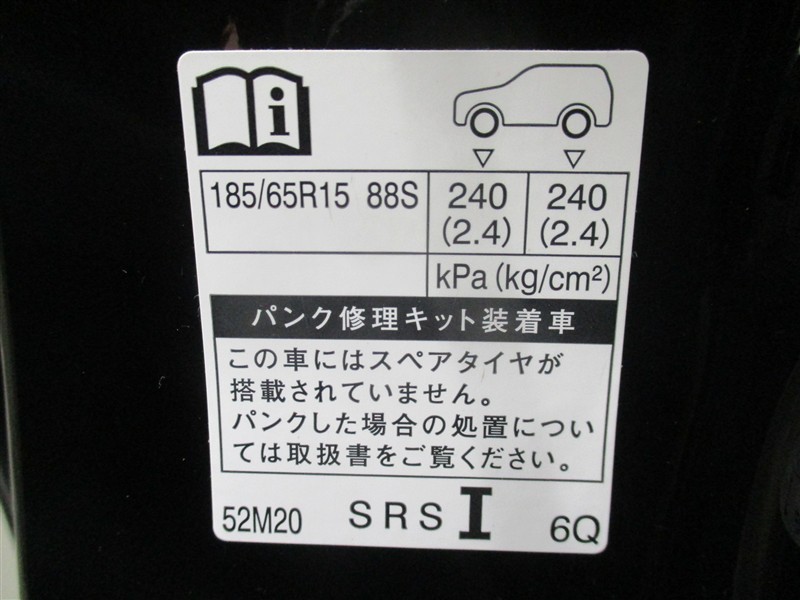 185/65R15 88S 240 240
(2.4) (2.4)
kPa (kg/cm²)
パンク修理キット装着車
この車にはスペアタイヤが
搭載されていません。
パンクした場合の処置につい
ては取扱書をご覧ください。
52M20 SRS I 6Q